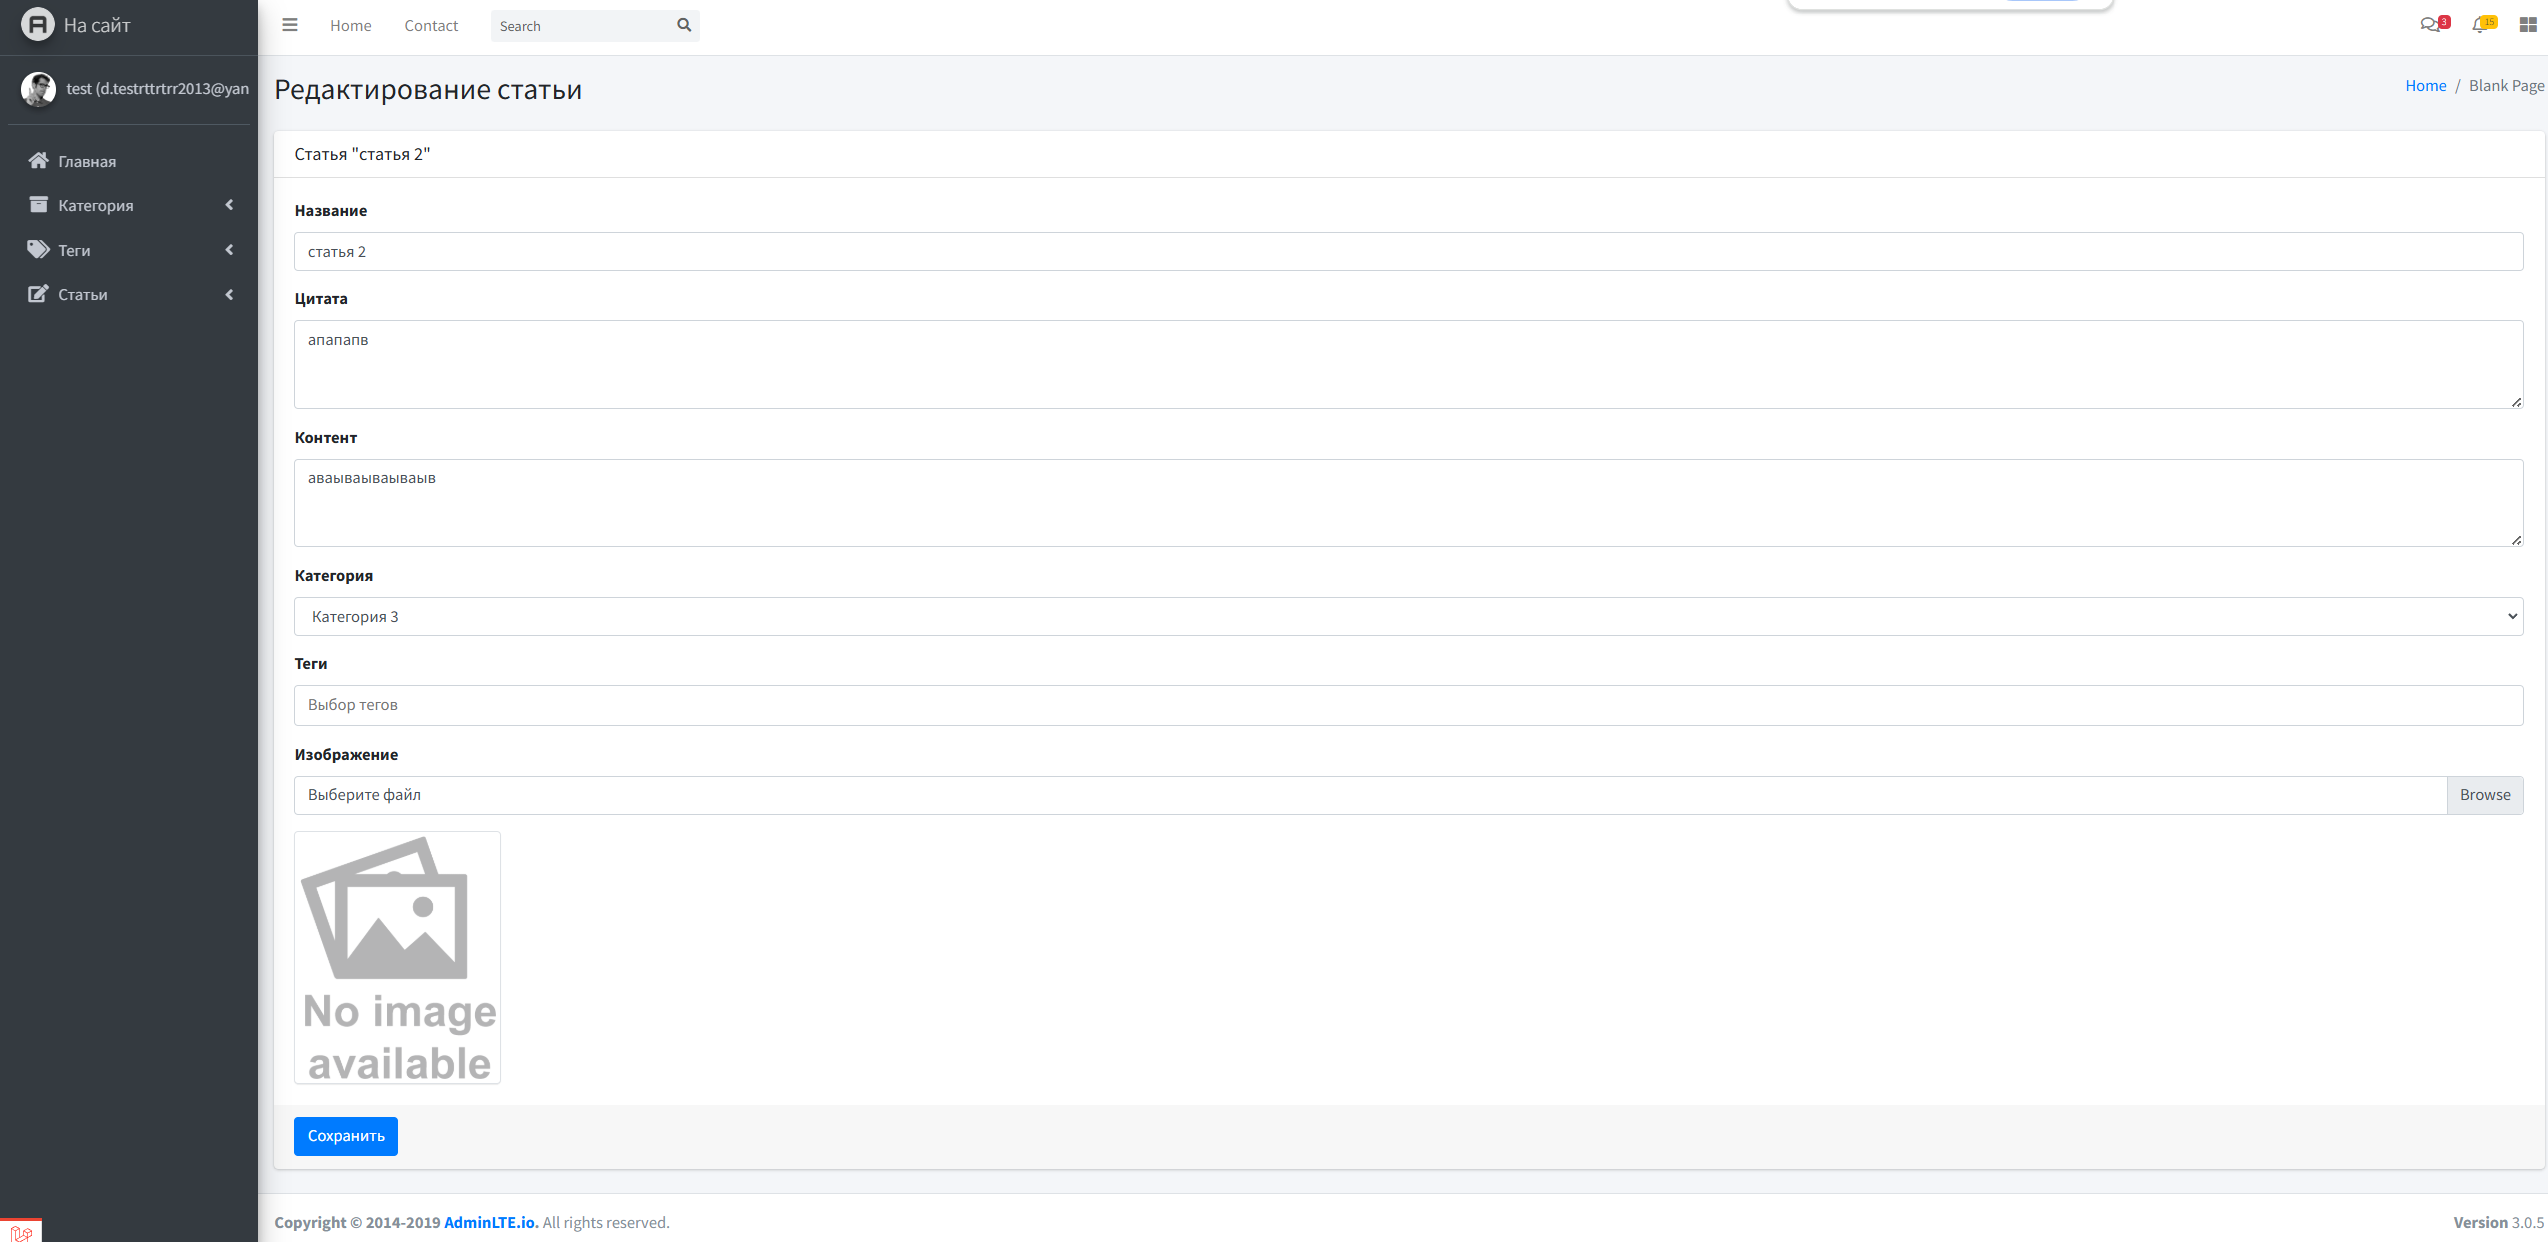 На сайт
Home
Contact
Search
3
15
test (d.testrttrtrr2013@yan
Главная
Категория
Теги
Статьи
Редактирование статьи
Home / Blank Page
Статья "статья 2"
Название
статья 2
Цитата
апапапв
Контент
аваываываываыв
Категория
Категория 3
Теги
Выбор тегов
Изображение
Выберите файл
Browse
No image
available
Сохранить
Copyright © 2014-2019 AdminLTE.io. All rights reserved.
Version 3.0.5